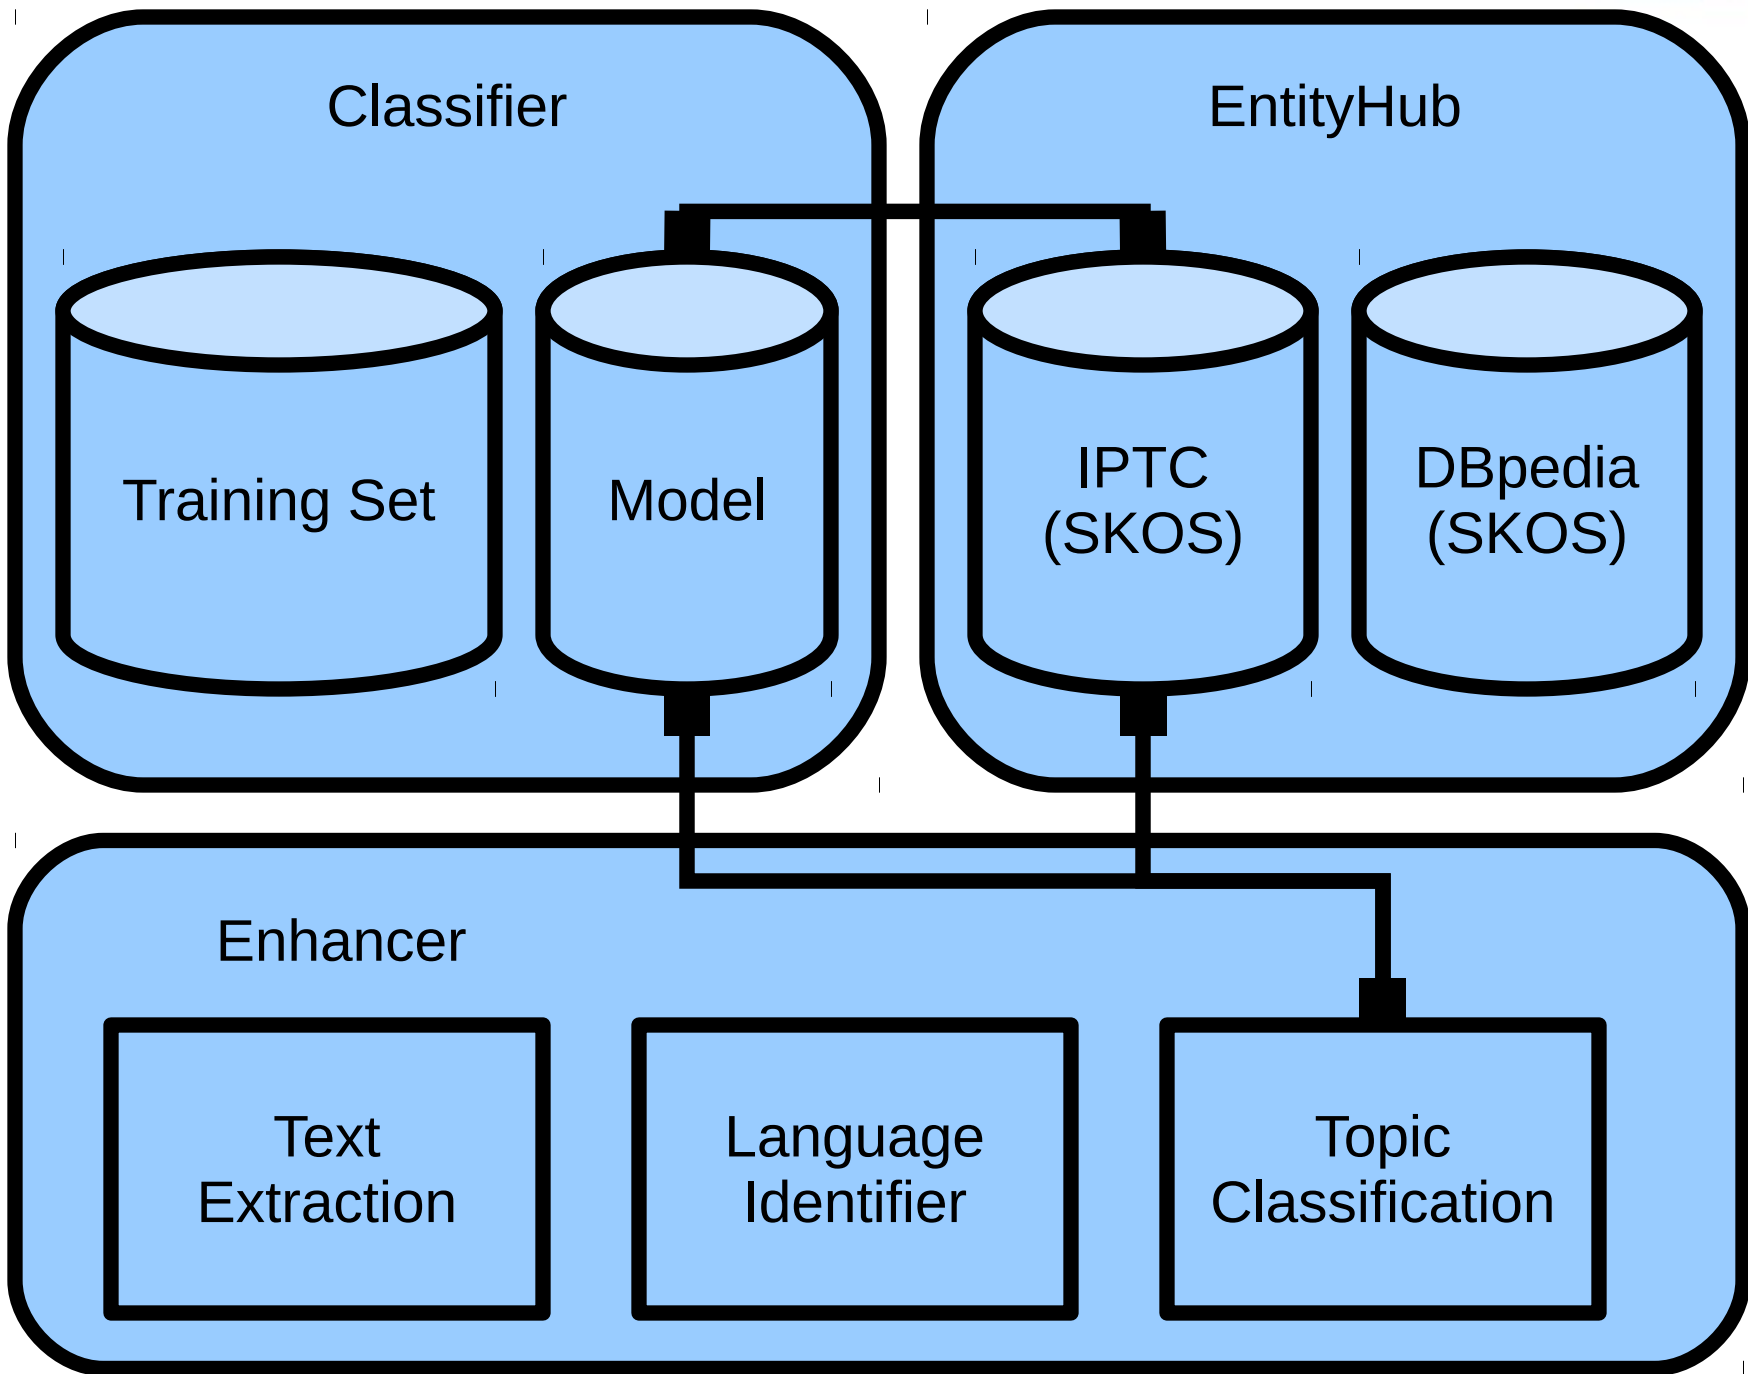 Classifier
EntityHub
Training Set
Model
IPTC
(SKOS)
DBpedia
(SKOS)
Enhancer
Text
Extraction
Language
Identifier
Topic
Classification